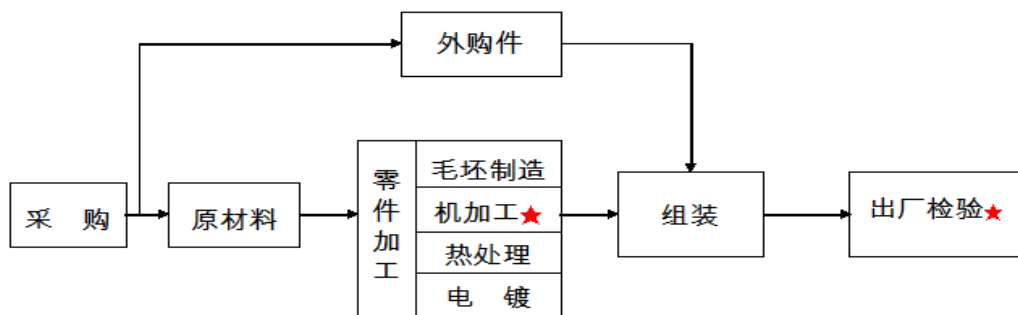 外购件
采 购
原材料
零件加工
毛坯制造
机加工★
热处理
电 镀
组装
出厂检验★